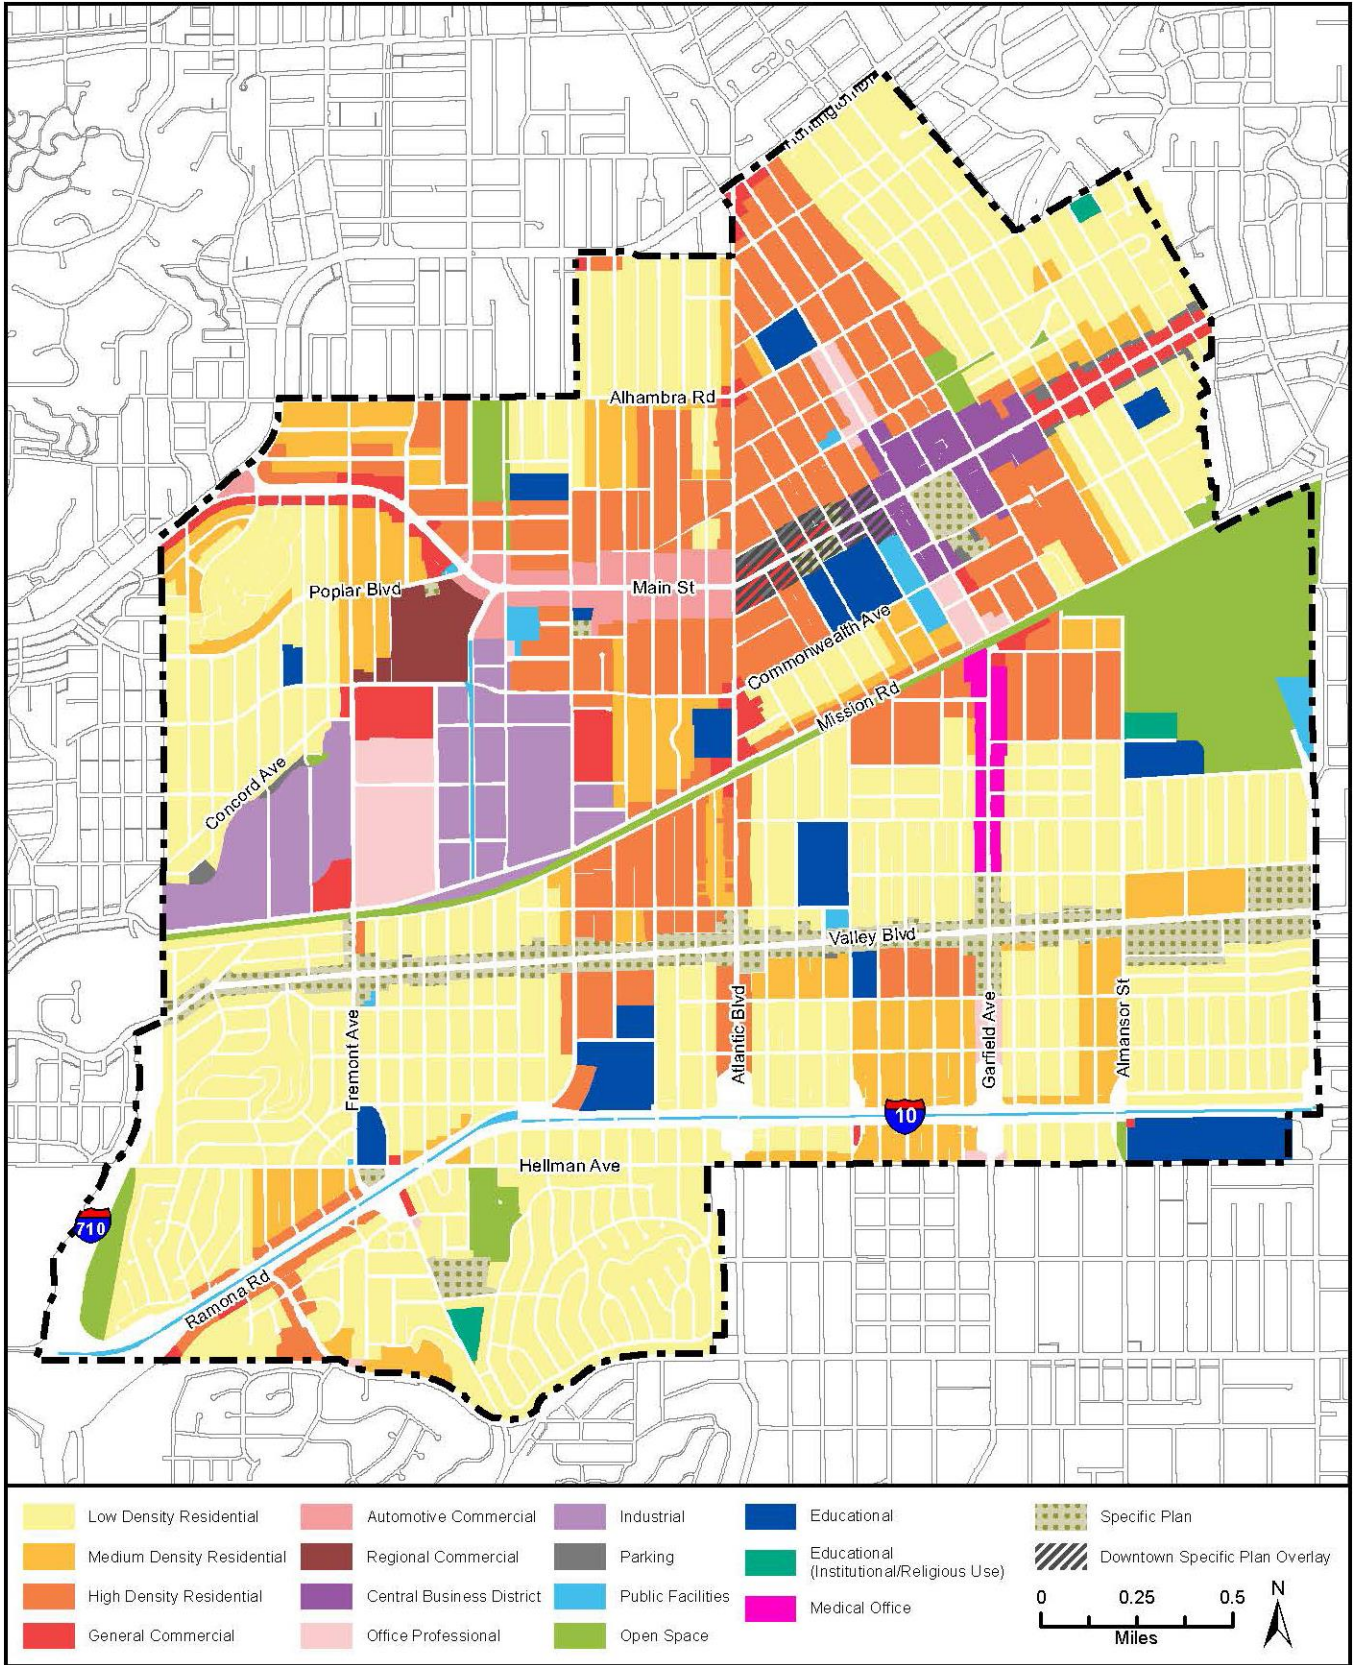 Huntington Dr
Alhambra Rd
Poplar Blvd
Main St
Commonwealth Ave
Mission Rd
Concord Ave
Valley Blvd
Fremont Ave
Atlantic Blvd
Garfield Ave
Almansor St
10
Hellman Ave
710
Ramona Rd
Low Density Residential
Medium Density Residential
High Density Residential
General Commercial
Automotive Commercial
Regional Commercial
Central Business District
Office Professional
Industrial
Parking
Public Facilities
Open Space
Educational
Educational
(Institutional/Religious Use)
Medical Office
Specific Plan
Downtown Specific Plan Overlay
0 0.25 0.5
Miles
N